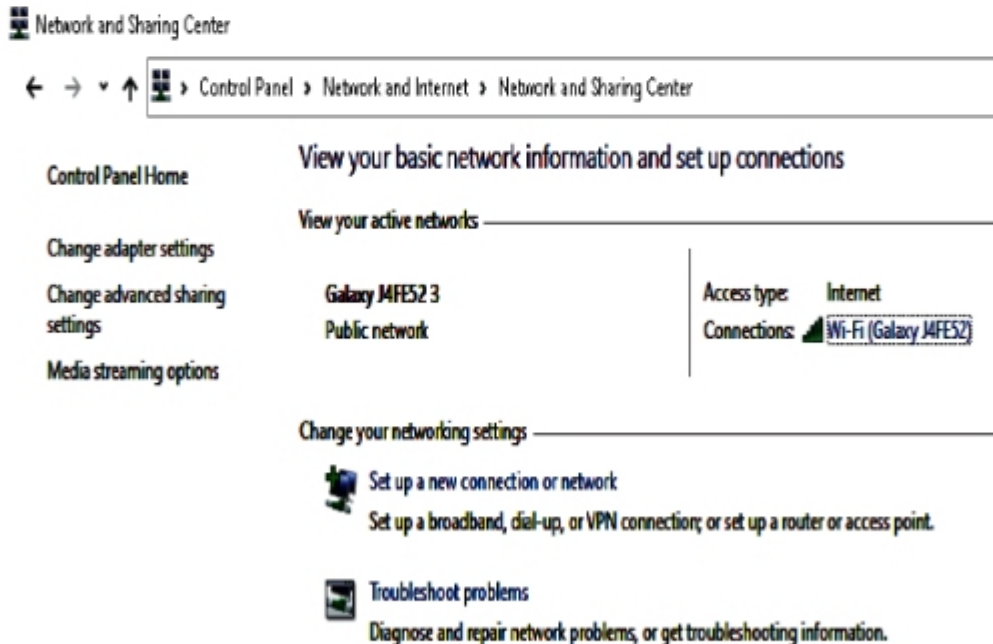 Network and Sharing Center
Control Panel > Network and Internet > Network and Sharing Center
Control Panel Home
Change adapter settings
Change advanced sharing
settings
Media streaming options
View your basic network information and set up connections
View your active networks
Galaxy J4FE52 3
Public network
Access type: Internet
Connections: Wi-Fi (Galaxy J4FE52)
Change your networking settings
Set up a new connection or network
Set up a broadband, dial-up, or VPN connection; or set up a router or access point.
Troubleshoot problems
Diagnose and repair network problems, or get troubleshooting information.